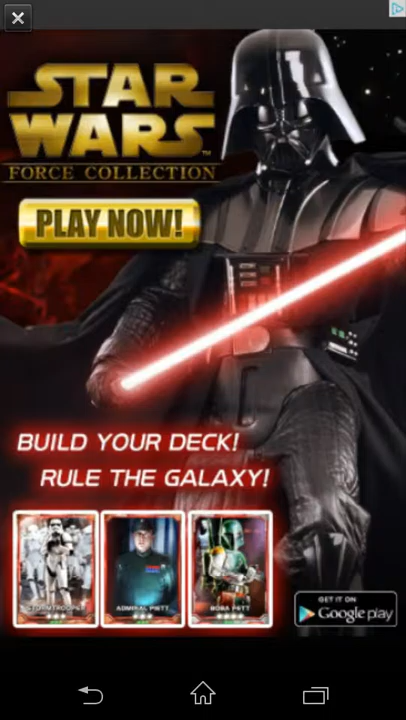 STAR
WARS™
FORCE COLLECTION
PLAY NOW!
BUILD YOUR DECK!
RULE THE GALAXY!
STORMTROOPER
ADMIRAL PIETT
BOBA FETT
GET IT ON
Google play